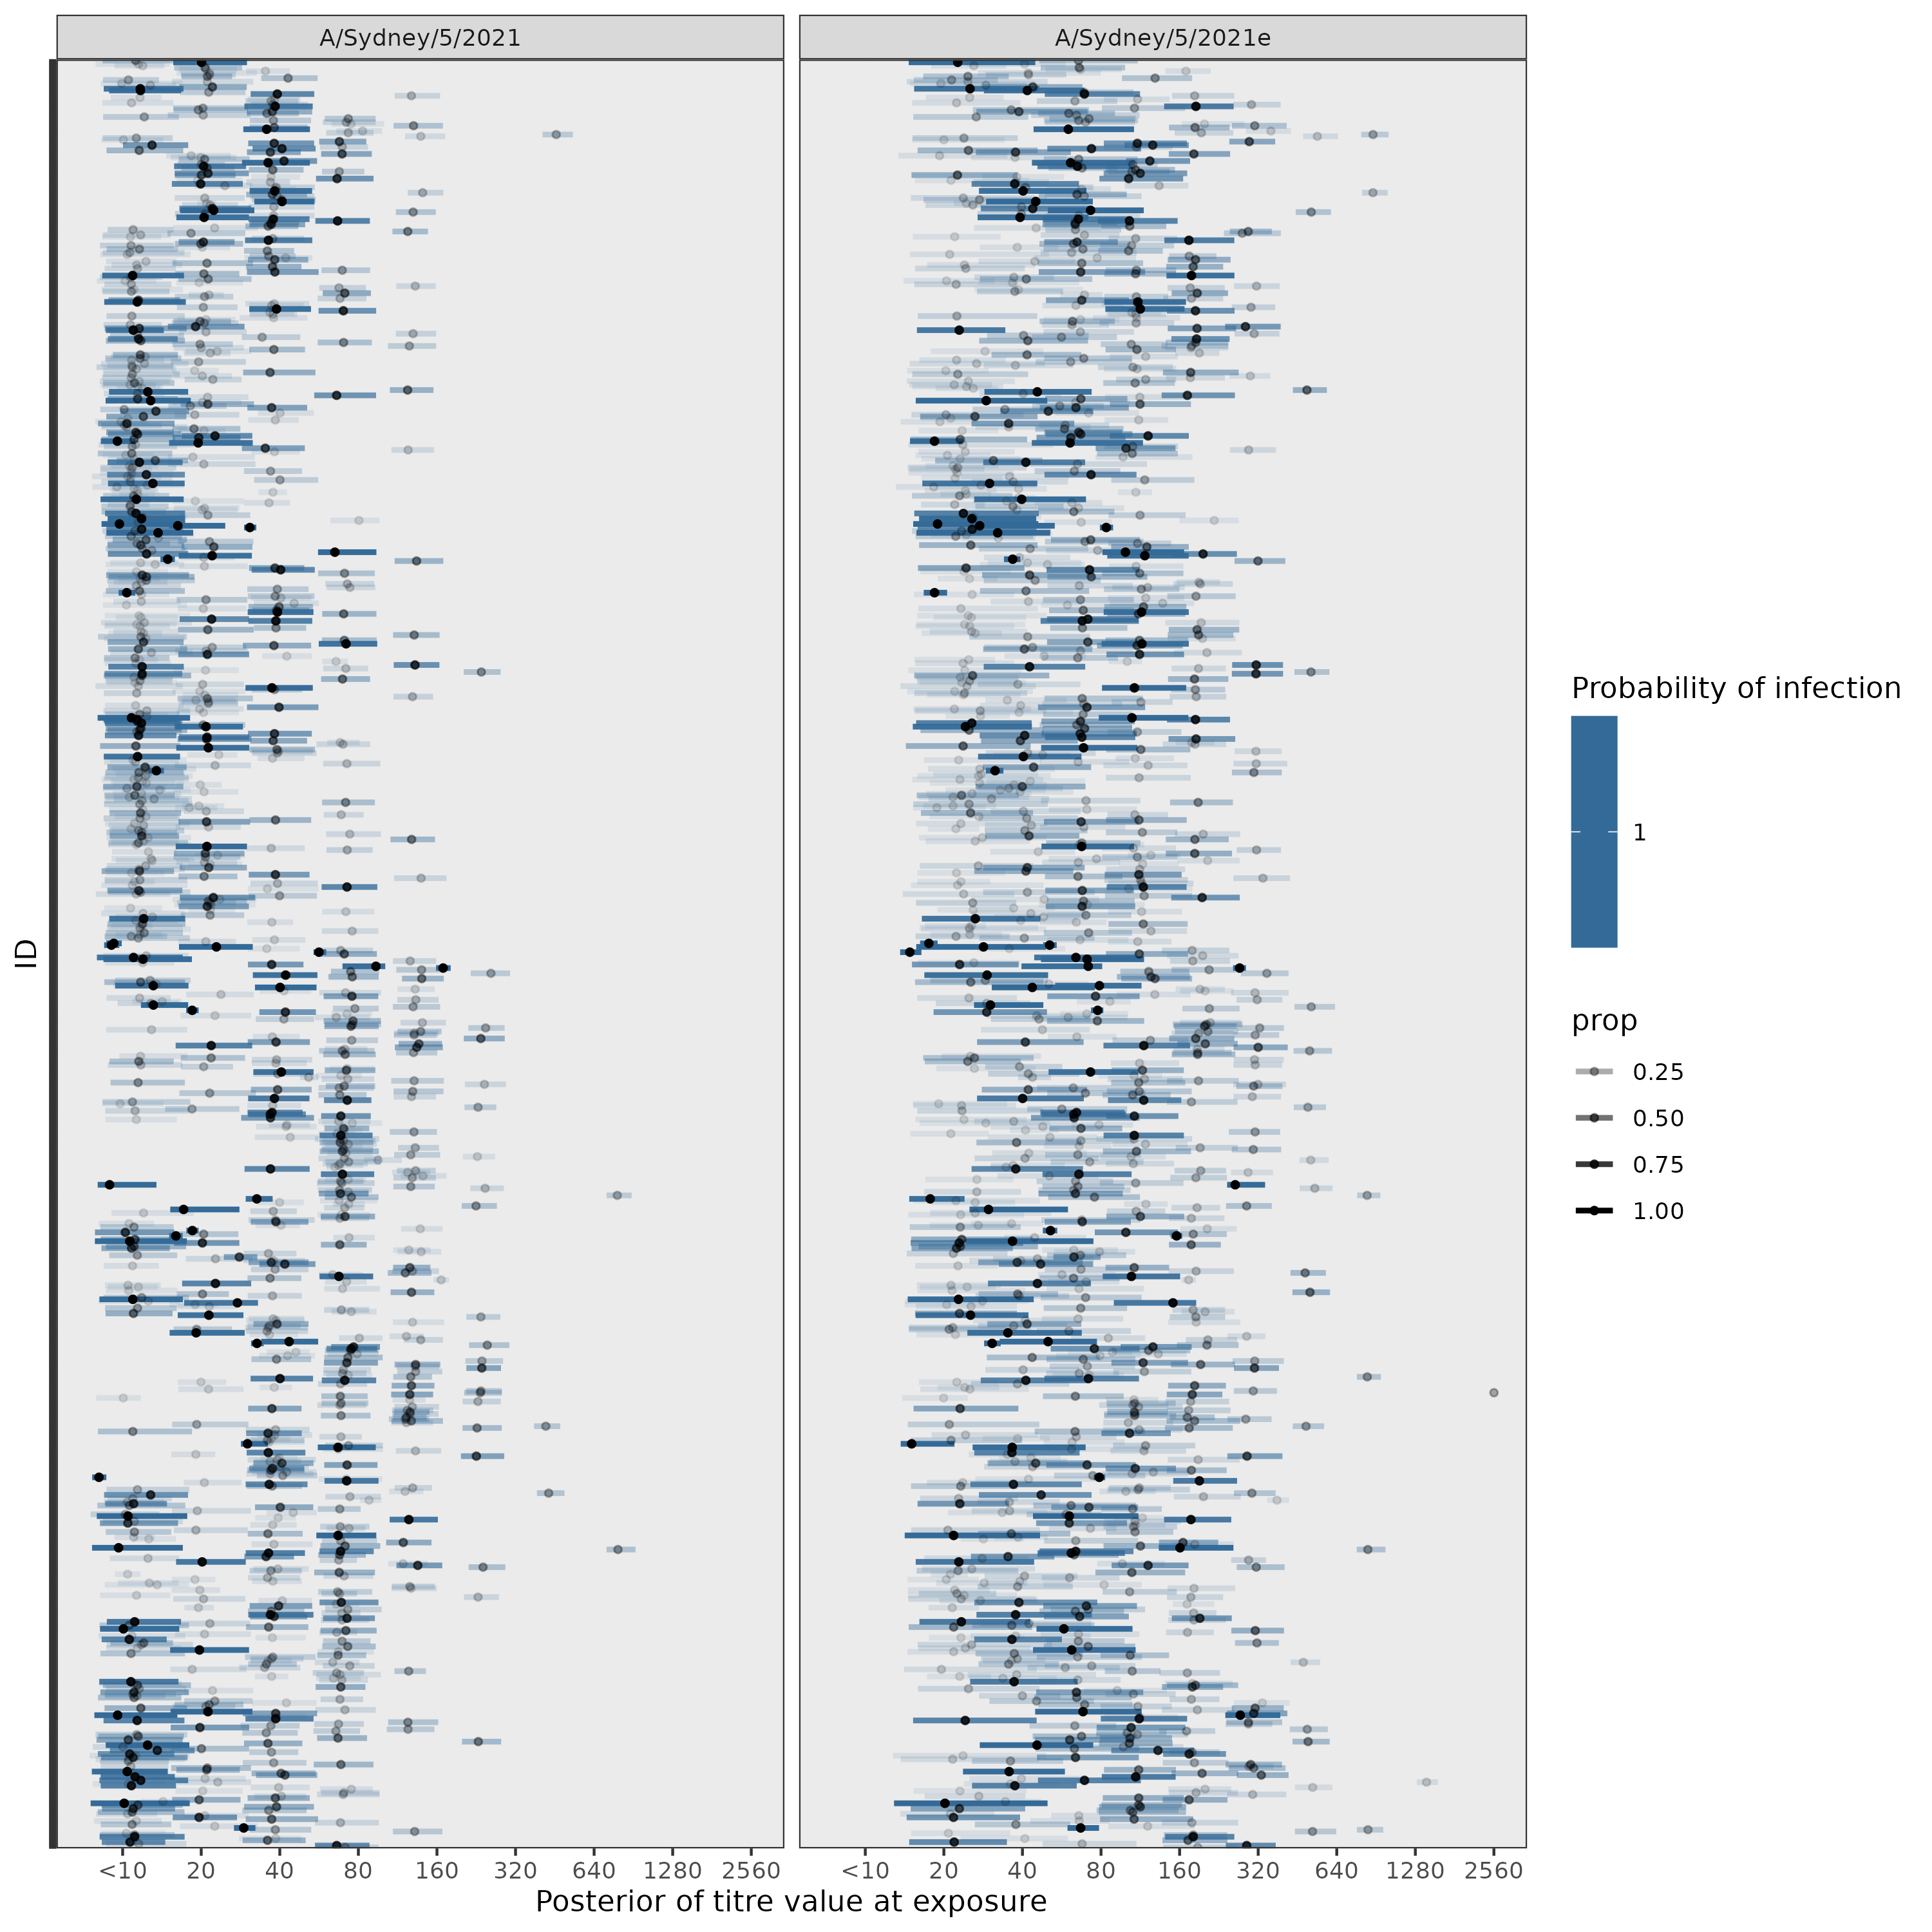 A/Sydney/5/2021 A/Sydney/5/2021e
ID
Probability of infection
1
prop
0.25
0.50
0.75
1.00
<10 20 40 80 160 320 640 1280 2560 <10 20 40 80 160 320 640 1280 2560
Posterior of titre value at exposure